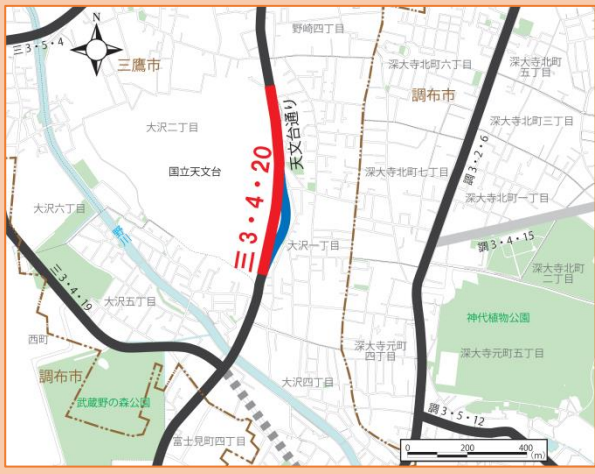 N
三3・5・4
三鷹市
野崎四丁目
深大寺北町六丁目
深大寺北町
五丁目
調布市
大沢二丁目
天文台通り
深大寺北町三丁目
国立天文台
三3・4・20
深大寺北町七丁目
調3・2・6
深大寺北町一丁目
大沢六丁目
野川
大沢一丁目
調3・4・15
深大寺北町
二丁目
三3・4・19
大沢五丁目
神代植物公園
西町
深大寺元町
四丁目
深大寺元町五丁目
調布市
大沢四丁目
武蔵野の森公園
調3・5・12
富士見町四丁目
0 200 400
(m)